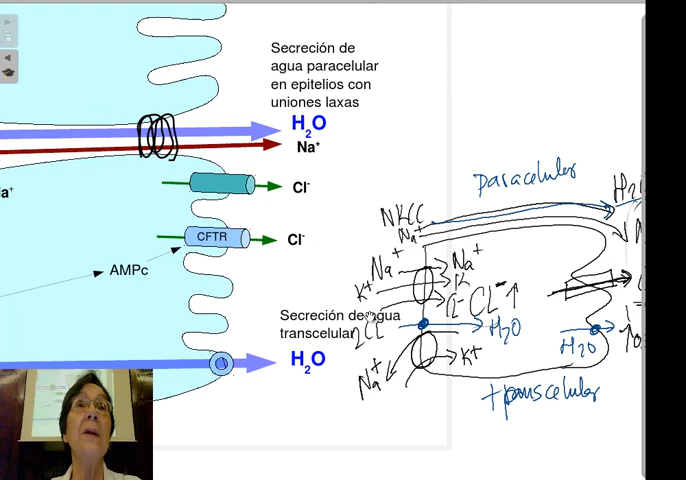 Secreción de
agua paracelular
en epitelios con
uniones laxas
H2O
Na+
Cl-
CFTR
Cl-
AMPc
Secreción de agua
transcelular
H2O
paracelular
NKCC
Na+
Na+
Na+
K+
K
Cl- ↑
2Cl
H2O
H2O
Na+
K+
transcelular